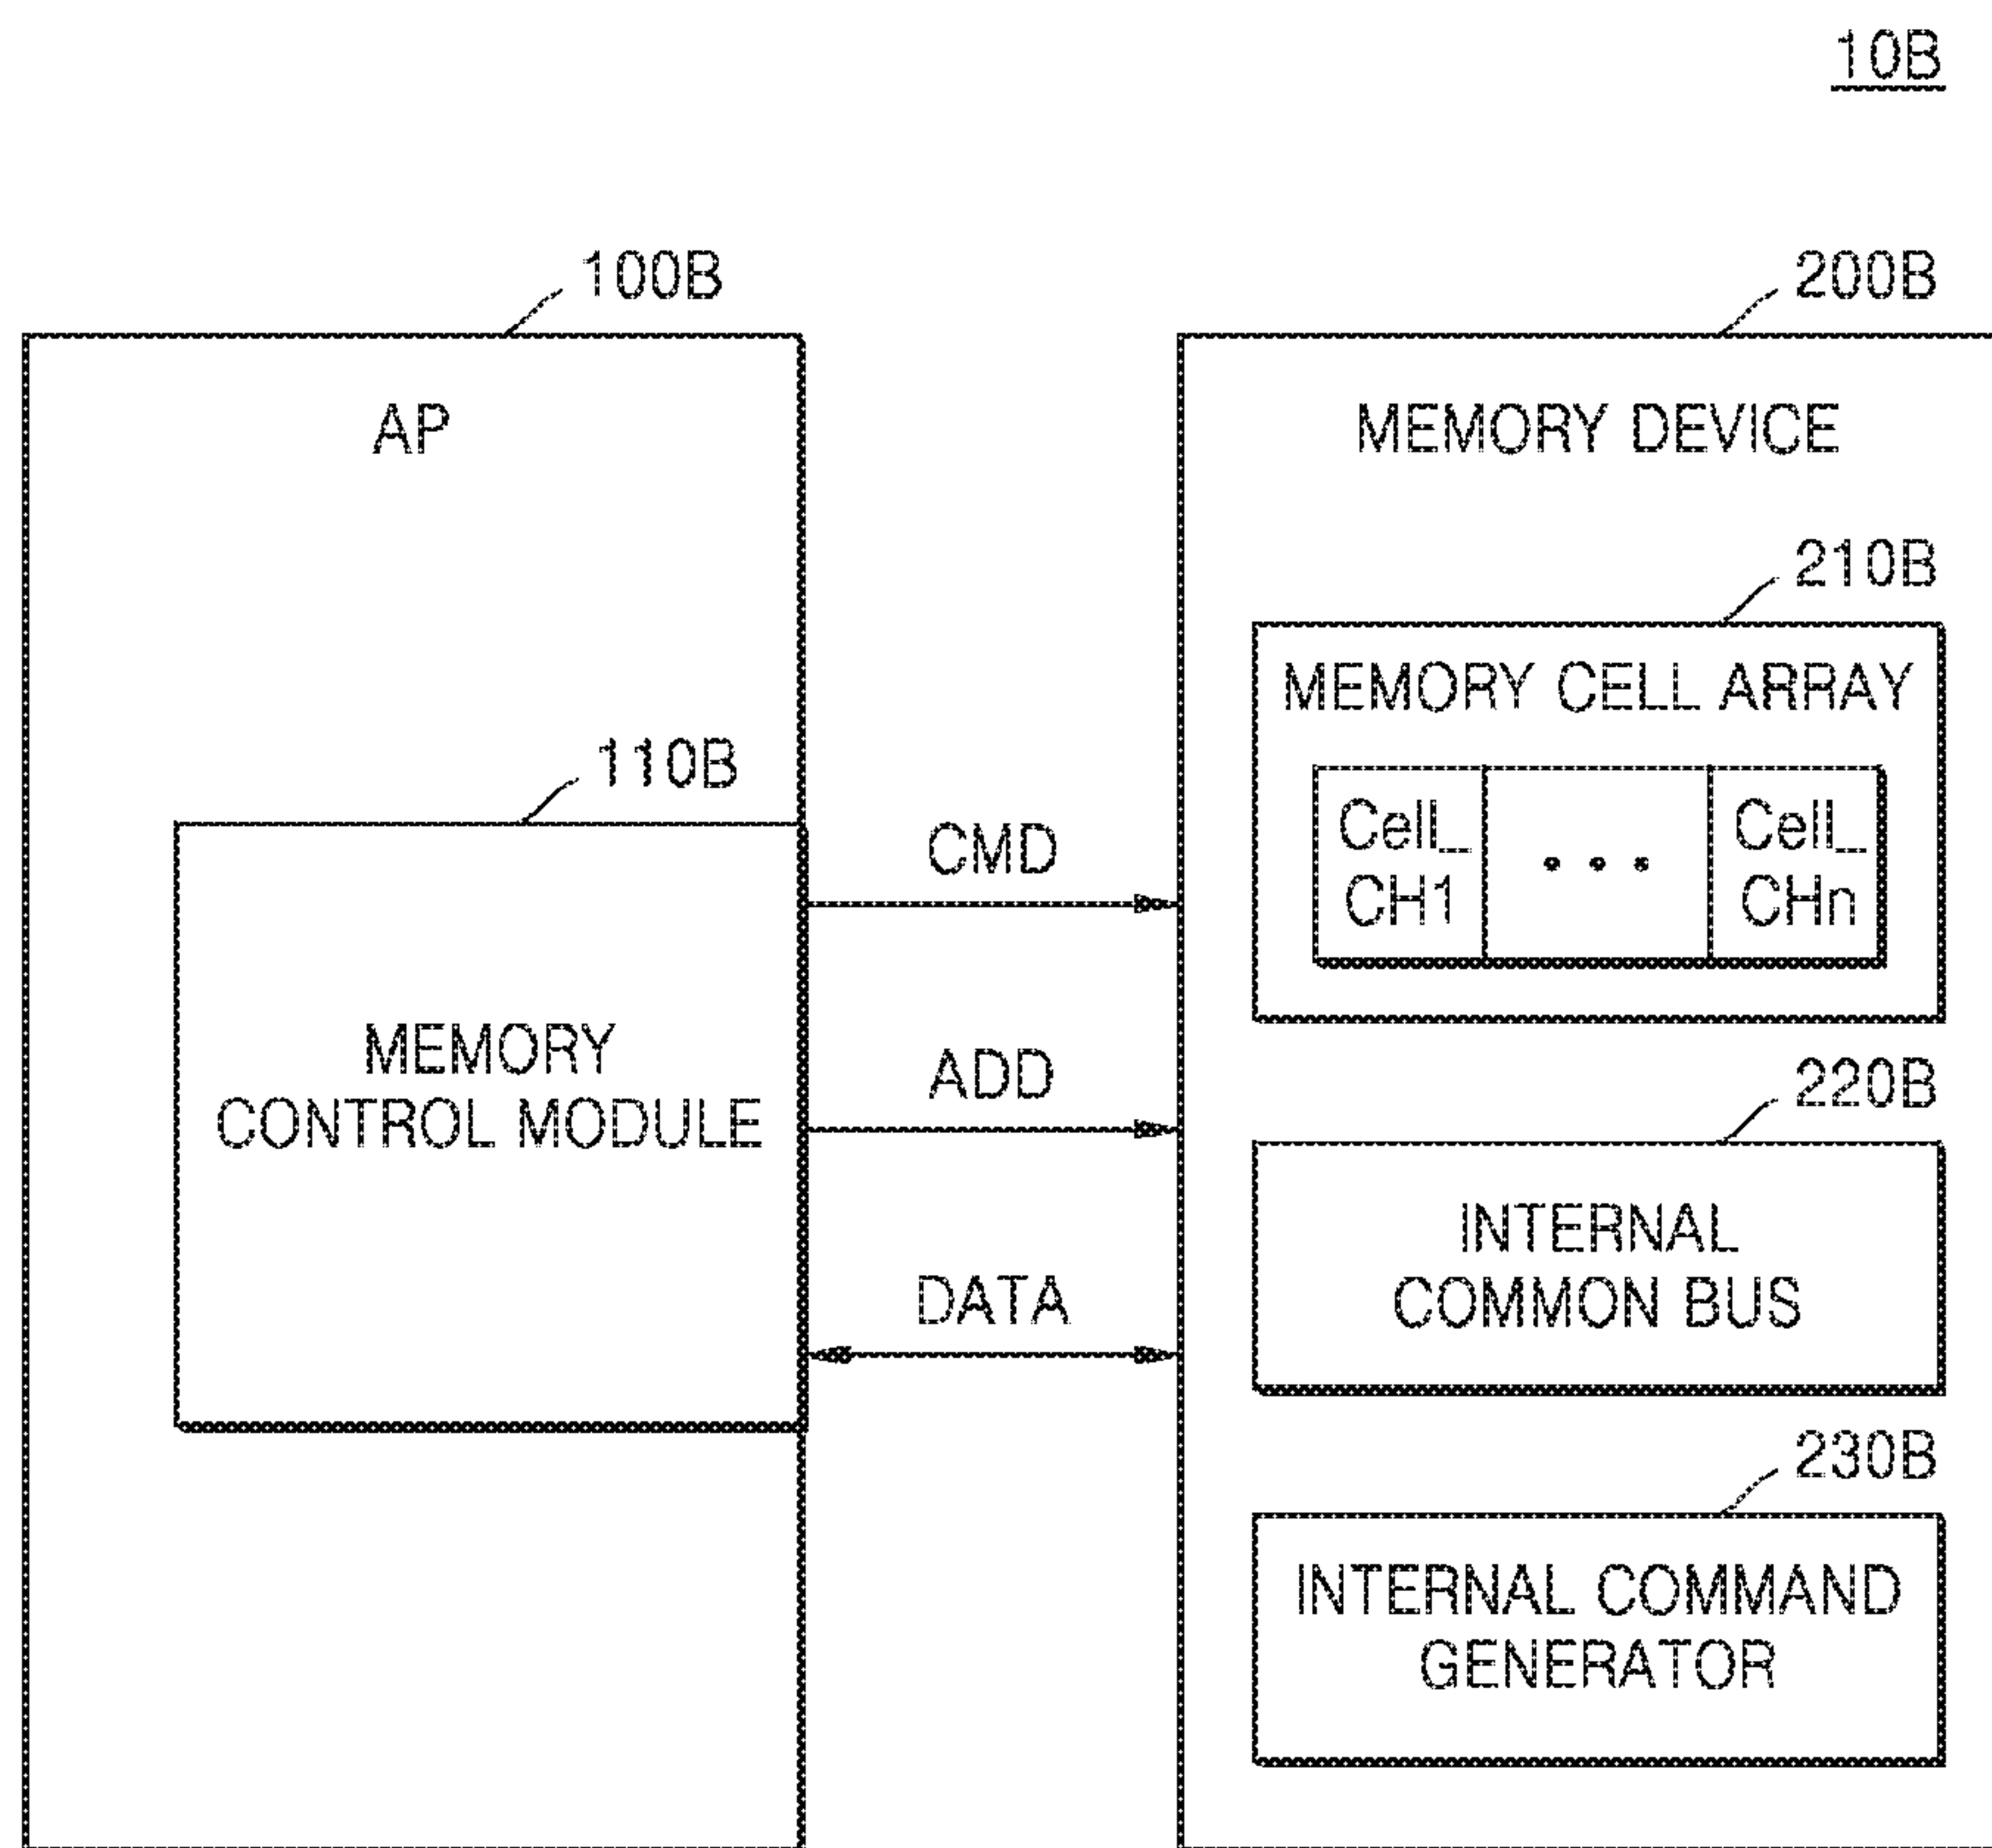 10B
100B
200B
AP
MEMORY DEVICE
210B
MEMORY CELL ARRAY
Cell_
CH1
• • •
Cell_
CHn
110B
MEMORY
CONTROL MODULE
CMD
ADD
DATA
220B
INTERNAL
COMMON BUS
230B
INTERNAL COMMAND
GENERATOR